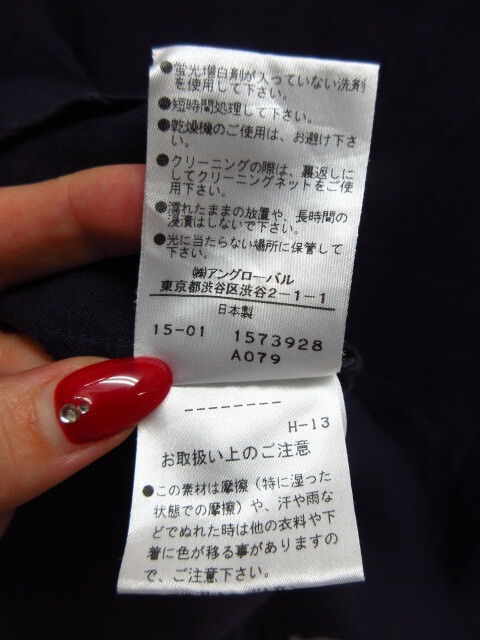 ●蛍光増白剤が入っていない洗剤
を使用して下さい。
●短時間処理して下さい。
●乾燥機のご使用は、お避け下さ
い。
●クリーニングの際は、裏返しに
してクリーニングネットをご使
用下さい。
●濡れたままの放置や、長時間の
浸漬はしないで下さい。
●光に当たらない場所に保管して
下さい。
㈱アングローバル
東京都渋谷区渋谷2-1-1
日本製
15-01 1573928
A079
--------
H-13
お取扱い上のご注意
●この素材は摩擦（特に湿った
状態での摩擦）や、汗や雨な
どでぬれた時は他の衣料や下
着に色が移る事がありますの
で、ご注意下さい。